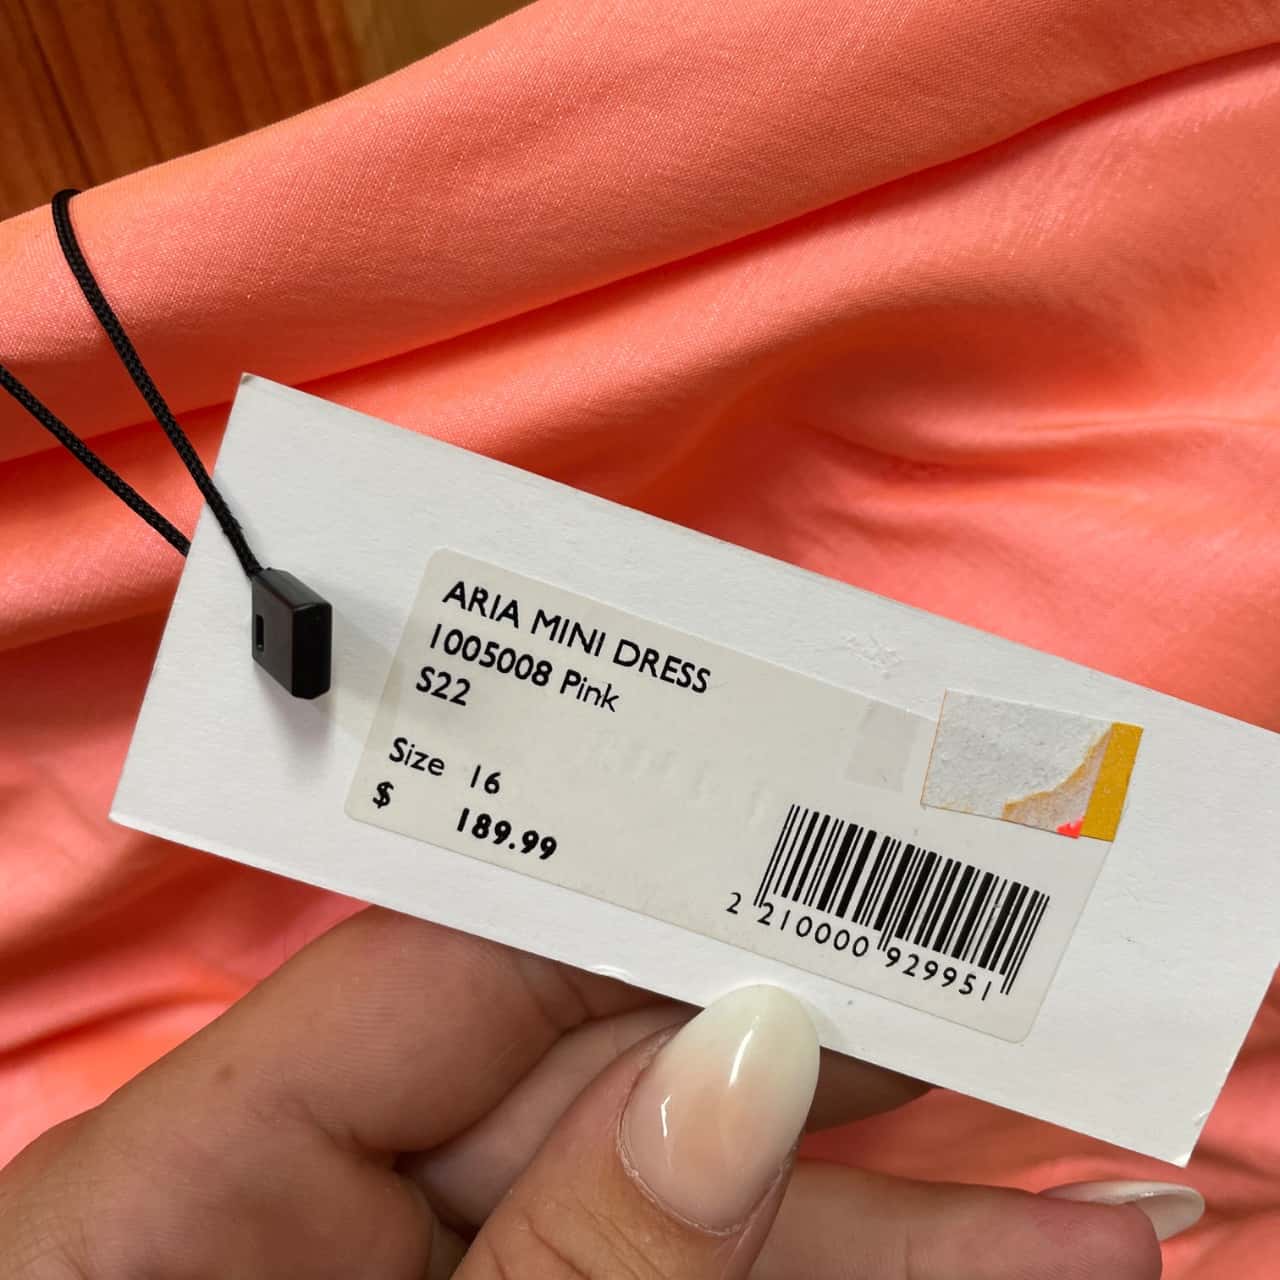 ARIA MINI DRESS
1005008 Pink
S22
Size 16
$ 189.99
2 210000 929951